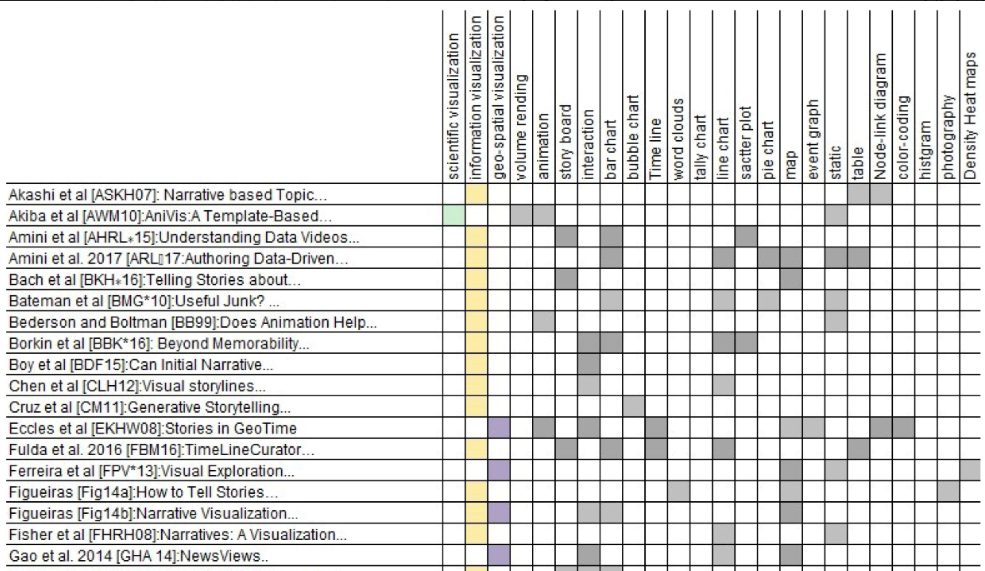 scientific visualization
information visualization
geo-spatial visualization
volume rending
animation
story board
interaction
bar chart
bubble chart
Time line
word clouds
tally chart
line chart
sactter plot
pie chart
map
event graph
static
table
Node-link diagram
color-coding
histgram
photography
Density Heat maps
Akashi et al [ASKH07]: Narrative based Topic...
Akiba et al [AWM10]:AniVis:A Template-Based...
Amini et al [AHRL*15]:Understanding Data Videos...
Amini et al. 2017 [ARL▯17:Authoring Data-Driven...
Bach et al [BKH*16]:Telling Stories about...
Bateman et al [BMG*10]:Useful Junk? ...
Bederson and Boltman [BB99]:Does Animation Help...
Borkin et al [BBK*16]: Beyond Memorability...
Boy et al [BDF15]:Can Initial Narrative...
Chen et al [CLH12]:Visual storylines...
Cruz et al [CM11]:Generative Storytelling...
Eccles et al [EKHW08]:Stories in GeoTime
Fulda et al. 2016 [FBM16]:TimeLineCurator...
Ferreira et al [FPV*13]:Visual Exploration...
Figueiras [Fig14a]:How to Tell Stories...
Figueiras [Fig14b]:Narrative Visualization...
Fisher et al [FHRH08]:Narratives: A Visualization...
Gao et al. 2014 [GHA 14]:NewsViews..